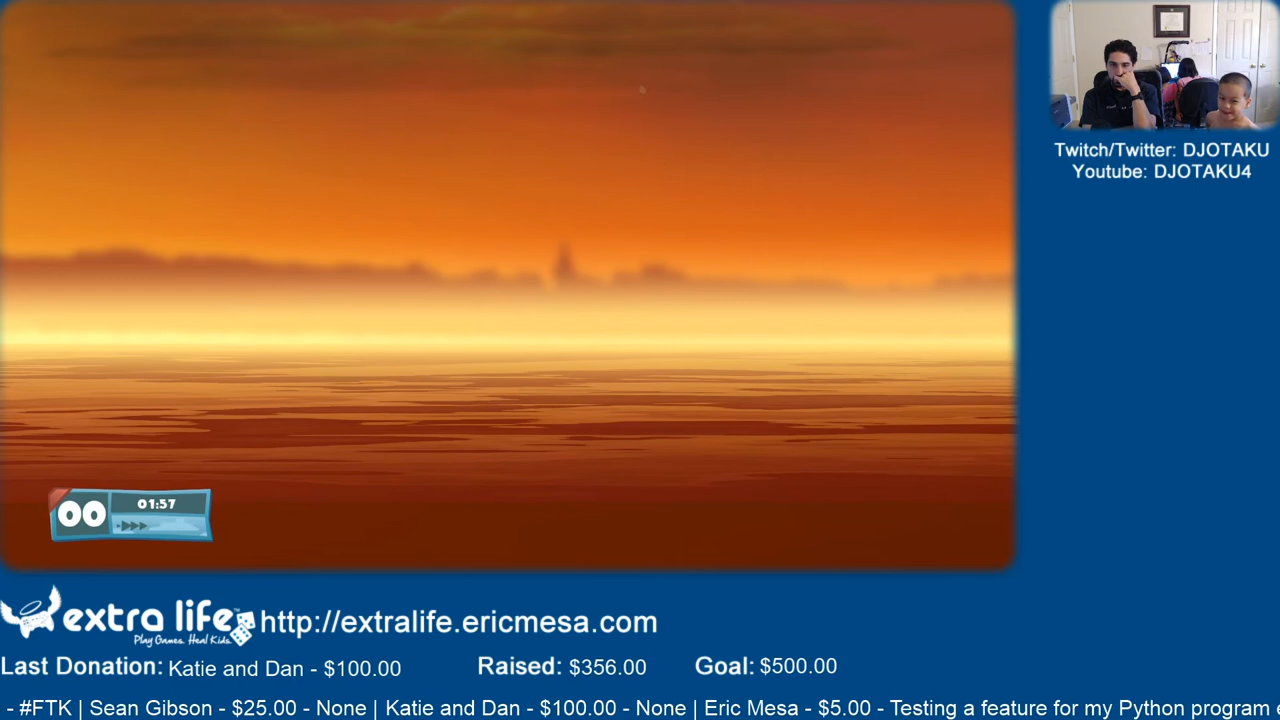 Twitch/Twitter: DJOTAKU
Youtube: DJOTAKU4
00
01:57
extra life
Play Games. Heal Kids.
http://extralife.ericmesa.com
Last Donation: Katie and Dan - $100.00
Raised: $356.00
Goal: $500.00
- #FTK | Sean Gibson - $25.00 - None | Katie and Dan - $100.00 - None | Eric Mesa - $5.00 - Testing a feature for my Python program